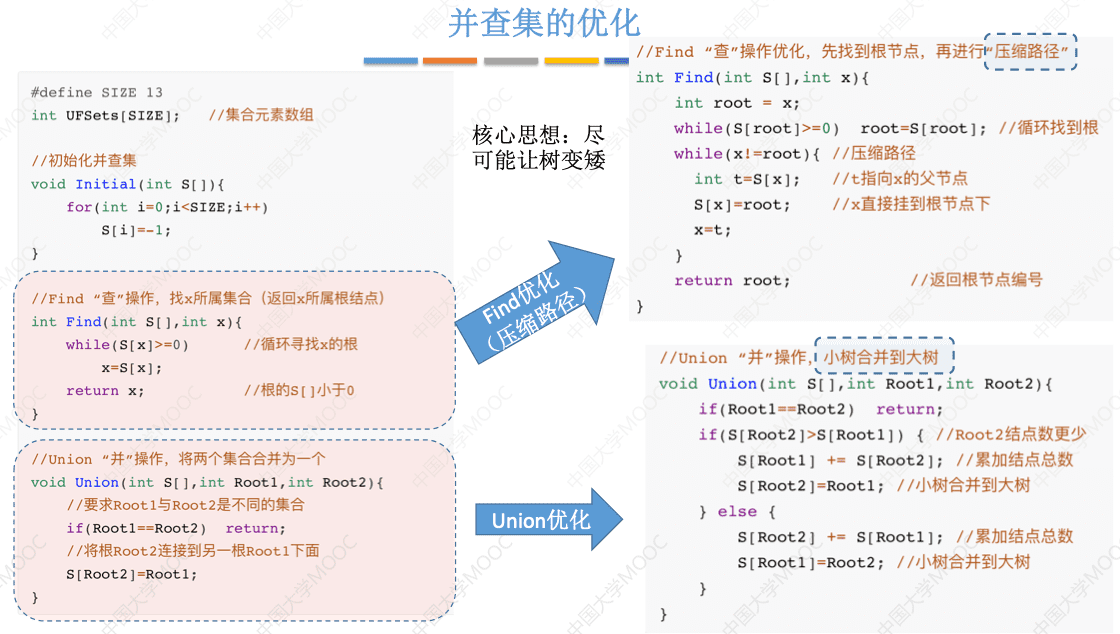 并查集的优化
#define SIZE 13
int UFSets[SIZE];   //集合元素数组
//初始化并查集
void Initial(int S[]){
    for(int i=0;i<SIZE;i++)
        S[i]=-1;
}
//Find “查”操作，找x所属集合（返回x所属根结点）
int Find(int S[],int x){
    while(S[x]>=0)      //循环寻找x的根
        x=S[x];
    return x;           //根的S[]小于0
}
//Union “并”操作，将两个集合合并为一个
void Union(int S[],int Root1,int Root2){
    //要求Root1与Root2是不同的集合
    if(Root1==Root2)  return;
    //将根Root2连接到另一根Root1下面
    S[Root2]=Root1;
}
核心思想：尽
可能让树变矮
Find优化
（压缩路径）
Union优化
//Find “查”操作优化，先找到根节点，再进行“压缩路径”
int Find(int S[],int x){
    int root = x;
    while(S[root]>=0)  root=S[root]; //循环找到根
    while(x!=root){ //压缩路径
        int t=S[x];   //t指向x的父节点
        S[x]=root;    //x直接挂到根节点下
        x=t;
    }
    return root;             //返回根节点编号
}
//Union “并”操作，小树合并到大树
void Union(int S[],int Root1,int Root2){
    if(Root1==Root2)  return;
    if(S[Root2]>S[Root1]) { //Root2结点数更少
        S[Root1] += S[Root2]; //累加结点总数
        S[Root2]=Root1; //小树合并到大树
    } else {
        S[Root2] += S[Root1]; //累加结点总数
        S[Root1]=Root2; //小树合并到大树
    }
}
中国大学MOOC